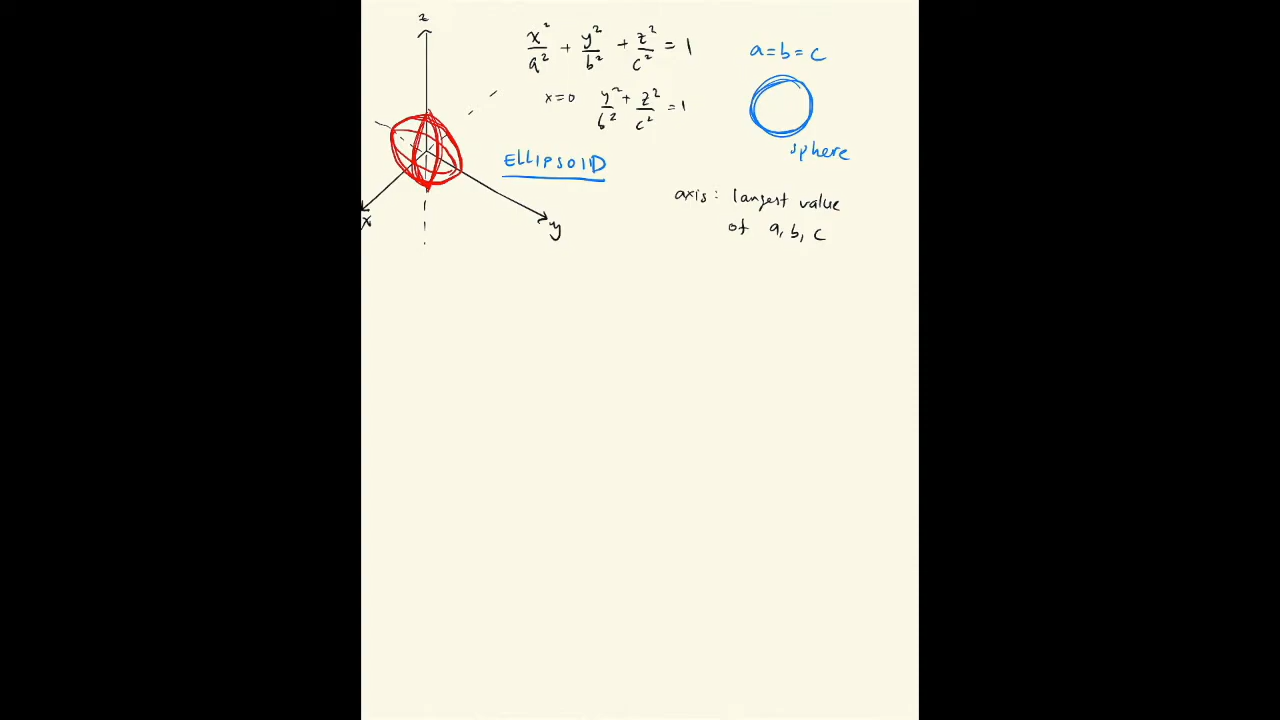 z
x²/a² + y²/b² + z²/c² = 1
a = b = c
x = 0 y²/b² + z²/c² = 1
sphere
ELLIPSOID
axis : largest value
of a, b, c
x
y